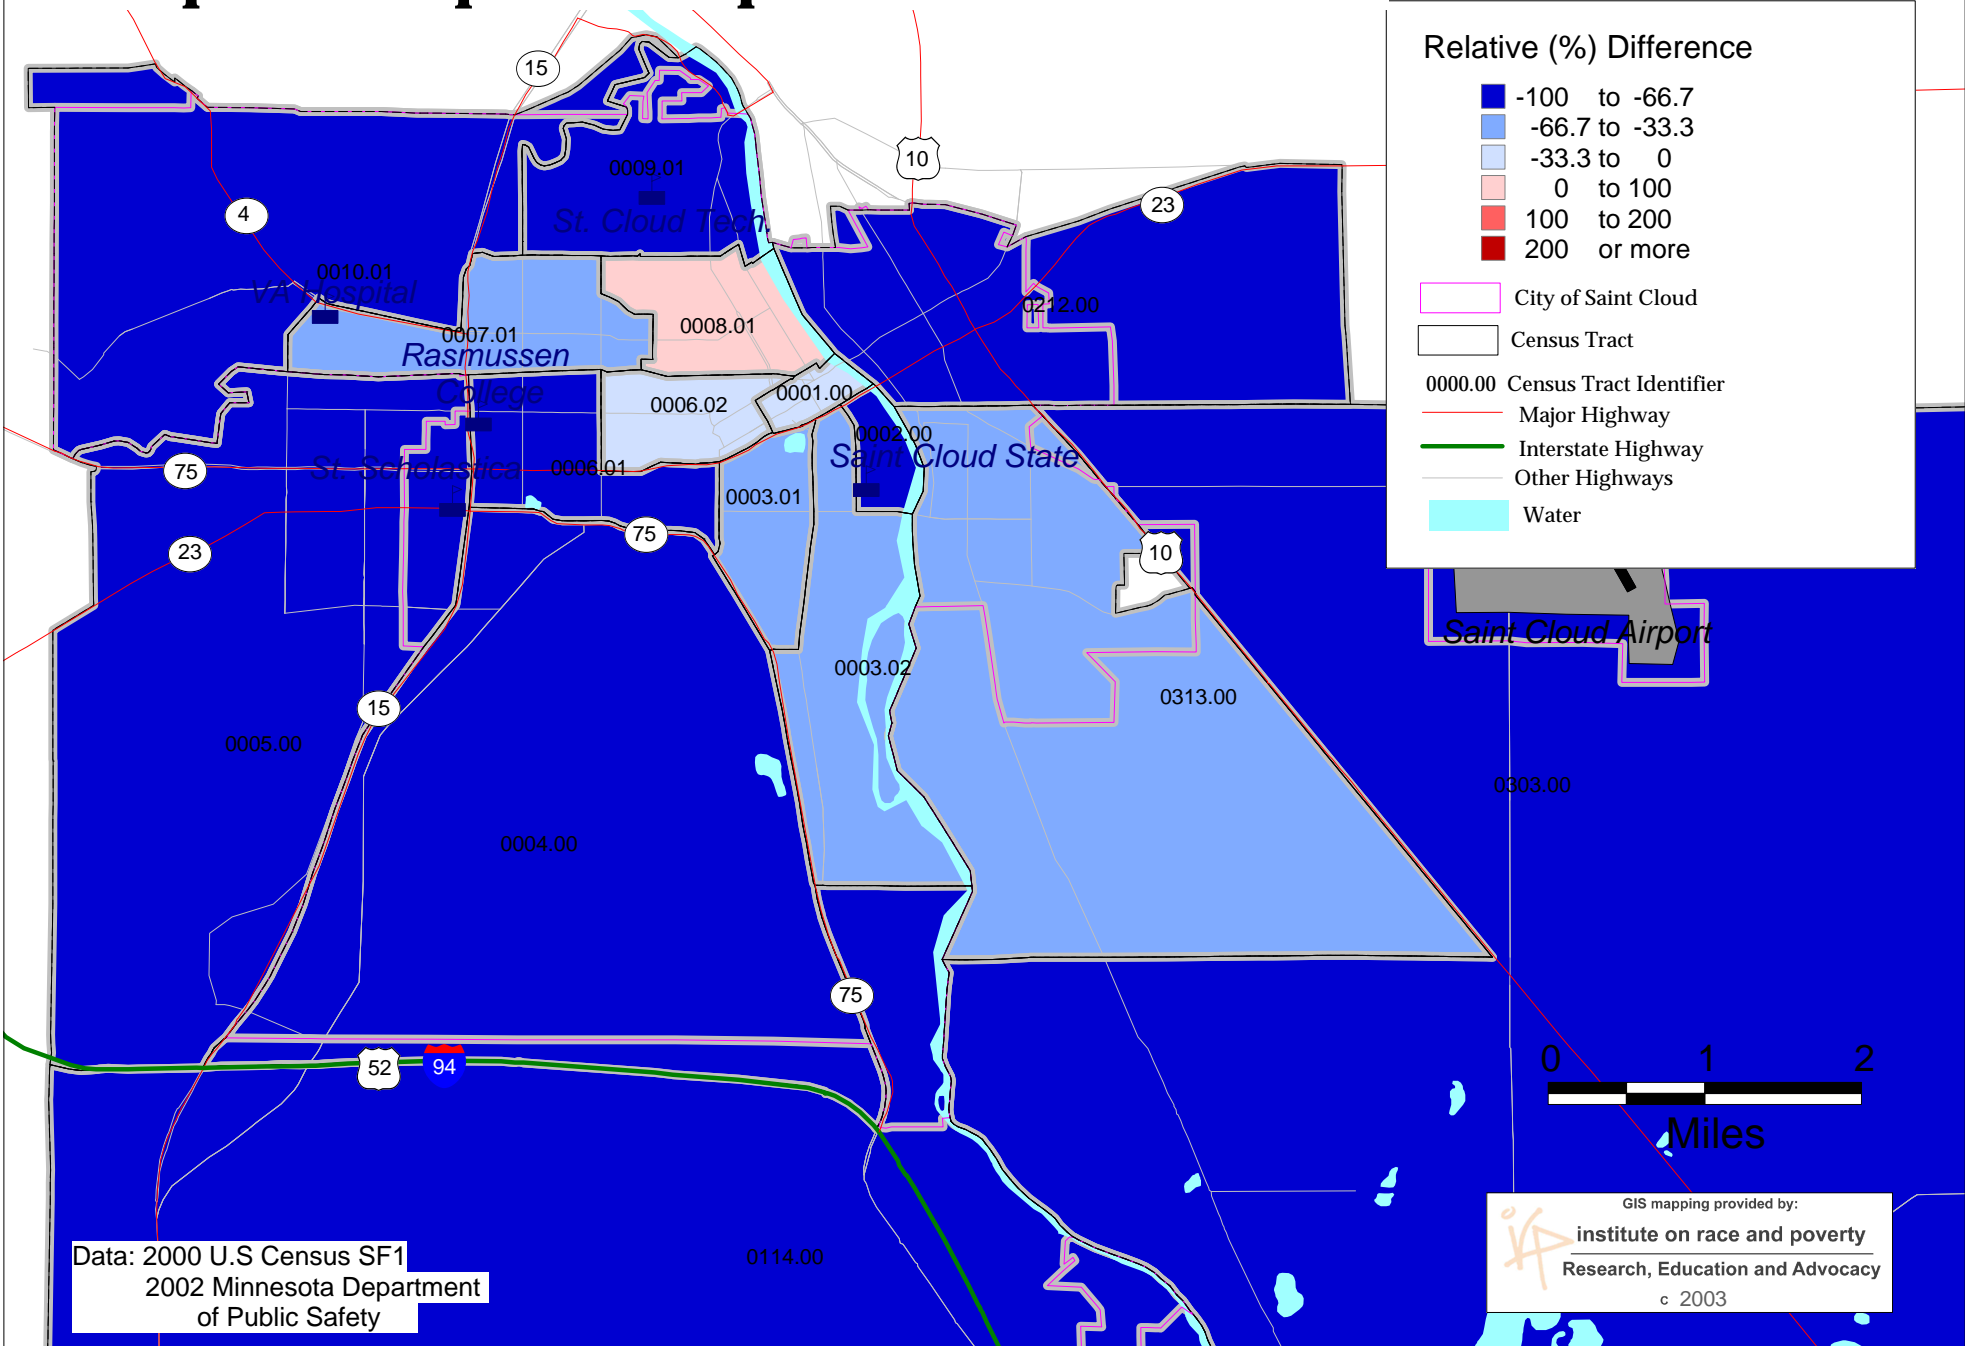 Relative (%) Difference
-100 to -66.7
-66.7 to -33.3
-33.3 to 0
0 to 100
100 to 200
200 or more
City of Saint Cloud
Census Tract
0000.00 Census Tract Identifier
Major Highway
Interstate Highway
Other Highways
Water
15
10
0009.01
St. Cloud Tech.
23
4
0010.01
VA Hospital
0212.00
0007.01
0008.01
Rasmussen
College
0006.02
0001.00
0002.00
Saint Cloud State
75
St. Scholastica
0006.01
0003.01
23
75
10
Saint Cloud Airport
0003.02
0313.00
15
0005.00
0303.00
0004.00
75
52
94
0 1 2
Miles
0114.00
Data: 2000 U.S Census SF1
2002 Minnesota Department
of Public Safety
GIS mapping provided by:
institute on race and poverty
Research, Education and Advocacy
c 2003